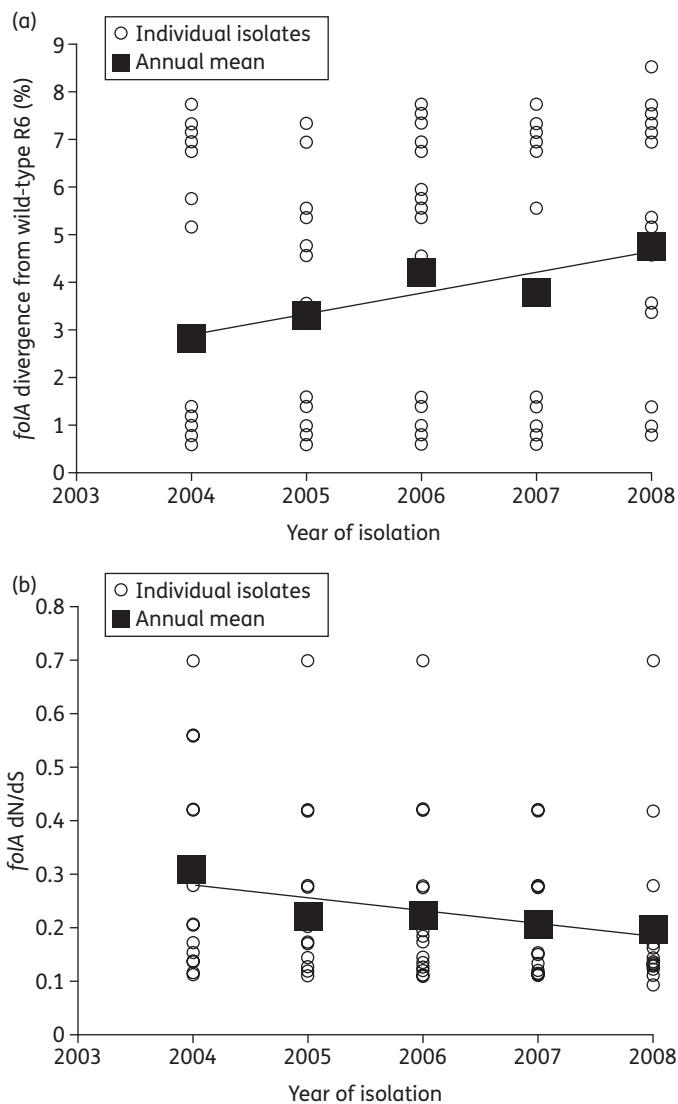 (a)
Individual isolates
Annual mean
9
8
7
6
5
4
3
2
1
0
folA divergence from wild-type R6 (%)
2003 2004 2005 2006 2007 2008
Year of isolation
(b)
Individual isolates
Annual mean
0.8
0.7
0.6
0.5
0.4
0.3
0.2
0.1
0
folA dN/dS
2003 2004 2005 2006 2007 2008
Year of isolation